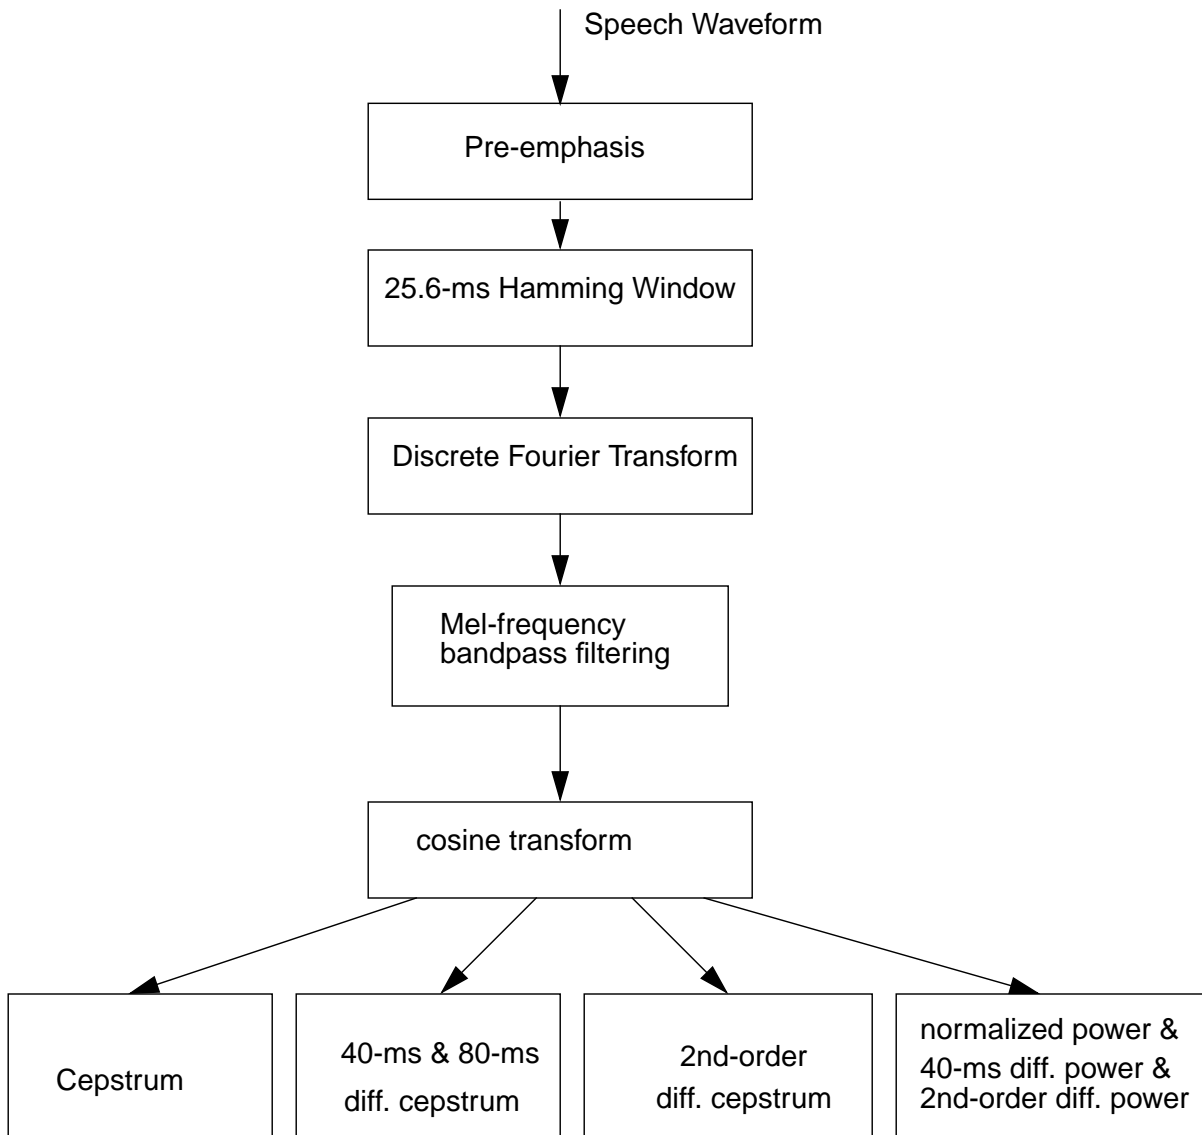 Speech Waveform
Pre-emphasis
25.6-ms Hamming Window
Discrete Fourier Transform
Mel-frequency
bandpass filtering
cosine transform
Cepstrum
40-ms & 80-ms
diff. cepstrum
2nd-order
diff. cepstrum
normalized power &
40-ms diff. power &
2nd-order diff. power